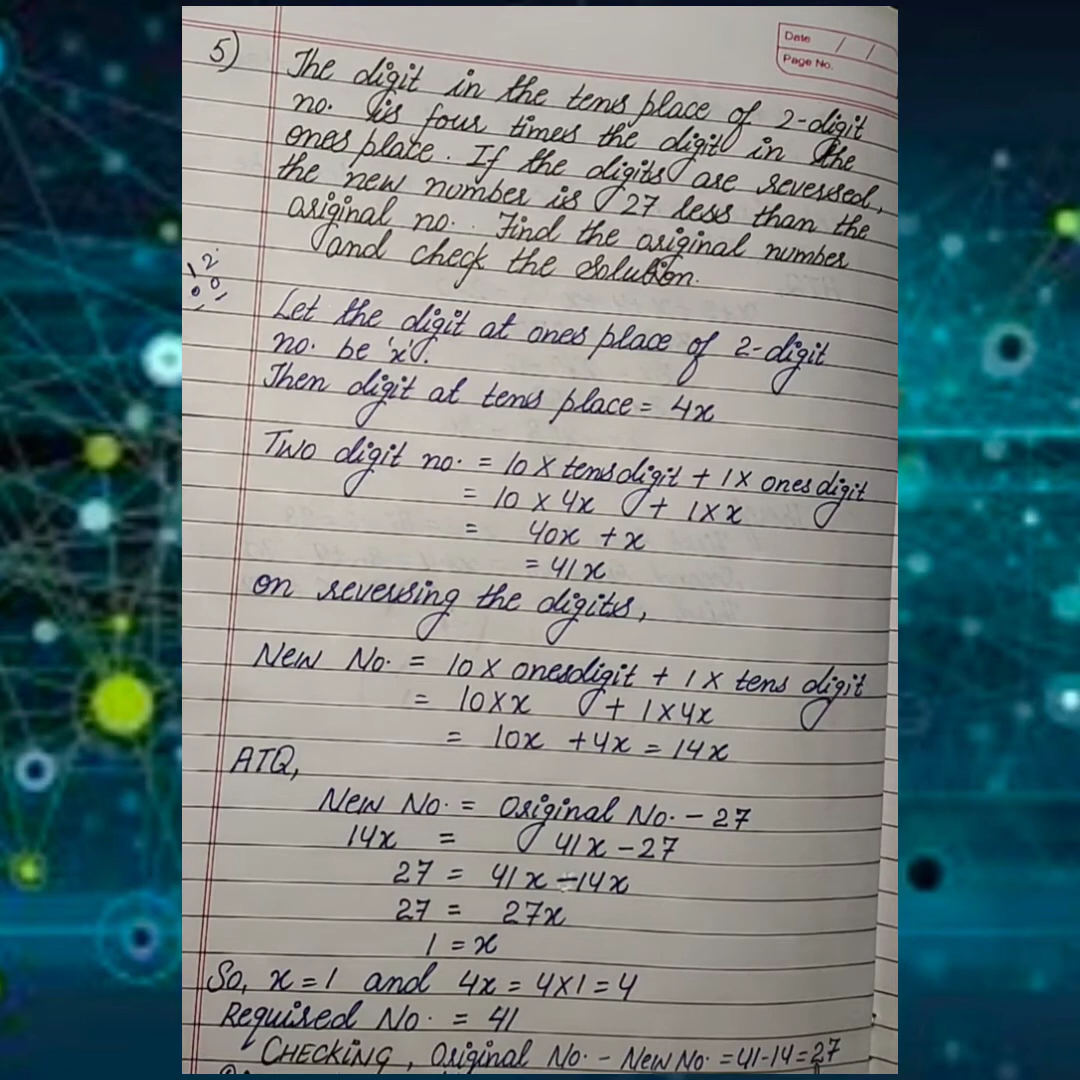 Date / /
Page No.
5) The digit in the tens place of 2-digit
no. is four times the digit in the
ones place. If the digits are reversed,
the new number is 27 less than the
original no.. Find the original number
and check the solution.
Let the digit at ones place of 2-digit
no. be 'x'.
Then digit at tens place = 4x
Two digit no. = 10 x tens digit + 1 x ones digit
= 10 x 4x + 1 x x
= 40x + x
= 41x
on reversing the digits,
New No. = 10 x ones digit + 1 x tens digit
= 10xx + 1 x 4x
= 10x + 4x = 14x
ATQ,
New No. = Original No. - 27
14x = 41x - 27
27 = 41x - 14x
27 = 27x
1 = x
So, x = 1 and 4x = 4x1 = 4
Required No. = 41
CHECKING, Original No. - New No. = 41-14 = 27